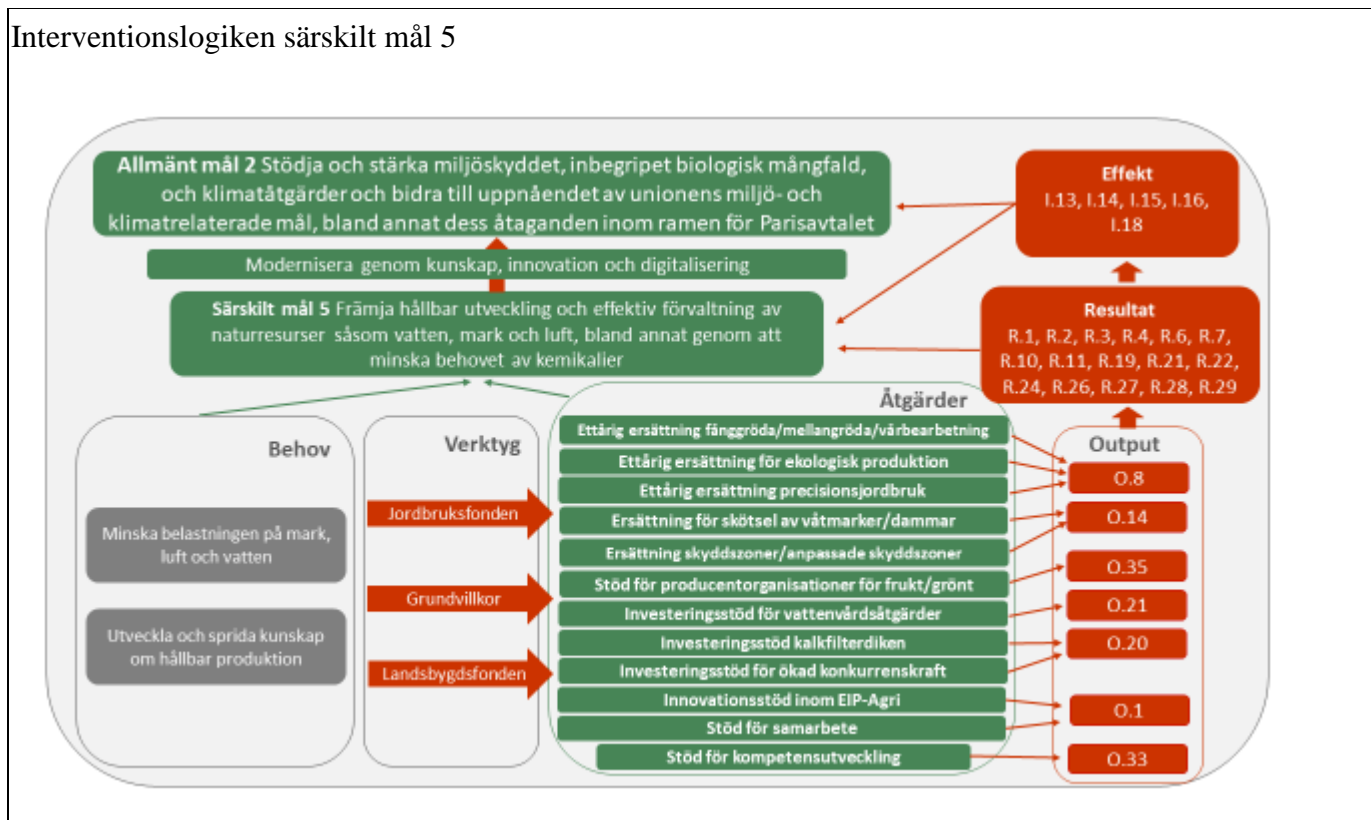 Interventionslogiken särskilt mål 5
Allmänt mål 2 Stödja och stärka miljöskyddet, inbegripet biologisk mångfald,
och klimatåtgärder och bidra till uppnåendet av unionens miljö- och
klimatrelaterade mål, bland annat dess åtaganden inom ramen för Parisavtalet
Modernisera genom kunskap, innovation och digitalisering
Särskilt mål 5 Främja hållbar utveckling och effektiv förvaltning av
naturresurser såsom vatten, mark och luft, bland annat genom att
minska behovet av kemikalier
Effekt
I.13, I.14, I.15, I.16,
I.18
Resultat
R.1, R.2, R.3, R.4, R.6, R.7,
R.10, R.11, R.19, R.21, R.22,
R.24, R.26, R.27, R.28, R.29
Behov
Minska belastningen på mark,
luft och vatten
Utveckla och sprida kunskap
om hållbar produktion
Verktyg
Jordbruksfonden
Grundvillkor
Landsbygdsfonden
Åtgärder
Ettårig ersättning fånggröda/mellangröda/vårbearbetning
Ettårig ersättning för ekologisk produktion
Ettårig ersättning precisionsjordbruk
Ersättning för skötsel av våtmarker/dammar
Ersättning skyddszoner/anpassade skyddszoner
Stöd för producentorganisationer för frukt/grönt
Investeringsstöd för vattenvårdsåtgärder
Investeringsstöd kalkfilterdiken
Investeringsstöd för ökad konkurrenskraft
Innovationsstöd inom EIP-Agri
Stöd för samarbete
Stöd för kompetensutveckling
Output
O.8
O.14
O.35
O.21
O.20
O.1
O.33